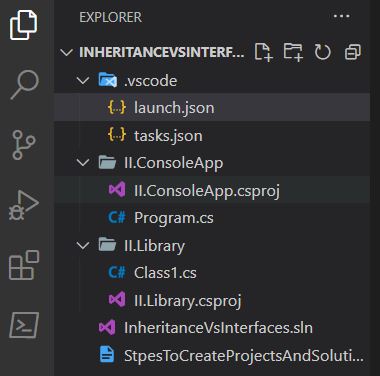 EXPLORER
INHERITANCEVSINTERF...
.vscode
{..} launch.json
{..} tasks.json
II.ConsoleApp
II.ConsoleApp.csproj
C# Program.cs
II.Library
C# Class1.cs
II.Library.csproj
InheritanceVsInterfaces.sln
StpesToCreateProjectsAndSoluti...